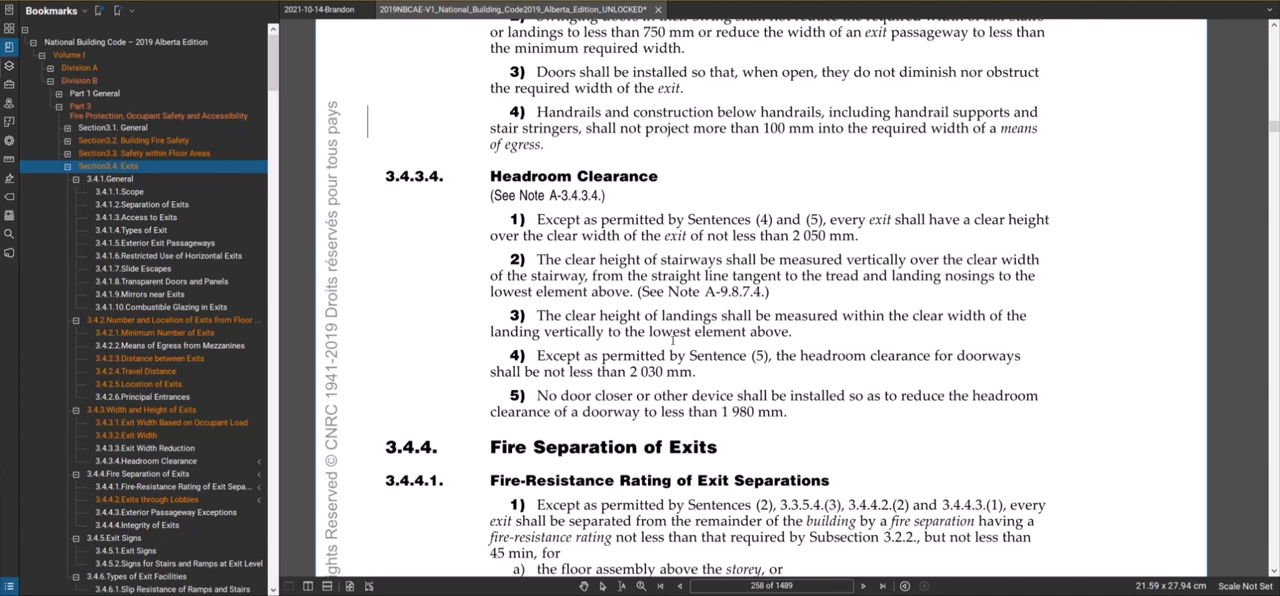 Bookmarks
2021-10-14-Brandon
2019NBCAE-V1_National_Building_Code2019_Alberta_Edition_UNLOCKED*
National Building Code – 2019 Alberta Edition
Volume I
Division A
Division B
Part 1 General
Part 3
Fire Protection, Occupant Safety and Accessibility
Section3.1. General
Section3.2. Building Fire Safety
Section3.3. Safety within Floor Areas
Section3.4. Exits
3.4.1.General
3.4.1.1.Scope
3.4.1.2.Separation of Exits
3.4.1.3.Access to Exits
3.4.1.4.Types of Exit
3.4.1.5.Exterior Exit Passageways
3.4.1.6.Restricted Use of Horizontal Exits
3.4.1.7.Slide Escapes
3.4.1.8.Transparent Doors and Panels
3.4.1.9.Mirrors near Exits
3.4.1.10.Combustible Glazing in Exits
3.4.2.Number and Location of Exits from Floor ...
3.4.2.1.Minimum Number of Exits
3.4.2.2.Means of Egress from Mezzanines
3.4.2.3.Distance between Exits
3.4.2.4.Travel Distance
3.4.2.5.Location of Exits
3.4.2.6.Principal Entrances
3.4.3.Width and Height of Exits
3.4.3.1.Exit Width Based on Occupant Load
3.4.3.2.Exit Width
3.4.3.3.Exit Width Reduction
3.4.3.4.Headroom Clearance
3.4.4.Fire Separation of Exits
3.4.4.1.Fire-Resistance Rating of Exit Sepa...
3.4.4.2.Exits through Lobbies
3.4.4.3.Exterior Passageway Exceptions
3.4.4.4.Integrity of Exits
3.4.5.Exit Signs
3.4.5.1.Exit Signs
3.4.5.2.Signs for Stairs and Ramps at Exit Level
3.4.6.Types of Exit Facilities
3.4.6.1.Slip Resistance of Ramps and Stairs
ghts Reserved © CNRC 1941-2019 Droits réservés pour tous pays
or landings to less than 750 mm or reduce the width of an exit passageway to less than
the minimum required width.
3) Doors shall be installed so that, when open, they do not diminish nor obstruct
the required width of the exit.
4) Handrails and construction below handrails, including handrail supports and
stair stringers, shall not project more than 100 mm into the required width of a means
of egress.
3.4.3.4. Headroom Clearance
(See Note A-3.4.3.4.)
1) Except as permitted by Sentences (4) and (5), every exit shall have a clear height
over the clear width of the exit of not less than 2 050 mm.
2) The clear height of stairways shall be measured vertically over the clear width
of the stairway, from the straight line tangent to the tread and landing nosings to the
lowest element above. (See Note A-9.8.7.4.)
3) The clear height of landings shall be measured within the clear width of the
landing vertically to the lowest element above.
4) Except as permitted by Sentence (5), the headroom clearance for doorways
shall be not less than 2 030 mm.
5) No door closer or other device shall be installed so as to reduce the headroom
clearance of a doorway to less than 1 980 mm.
3.4.4. Fire Separation of Exits
3.4.4.1. Fire-Resistance Rating of Exit Separations
1) Except as permitted by Sentences (2), 3.3.5.4.(3), 3.4.4.2.(2) and 3.4.4.3.(1), every
exit shall be separated from the remainder of the building by a fire separation having a
fire-resistance rating not less than that required by Subsection 3.2.2., but not less than
45 min, for
a) the floor assembly above the storey, or
258 of 1489
21.59 x 27.94 cm
Scale Not Set